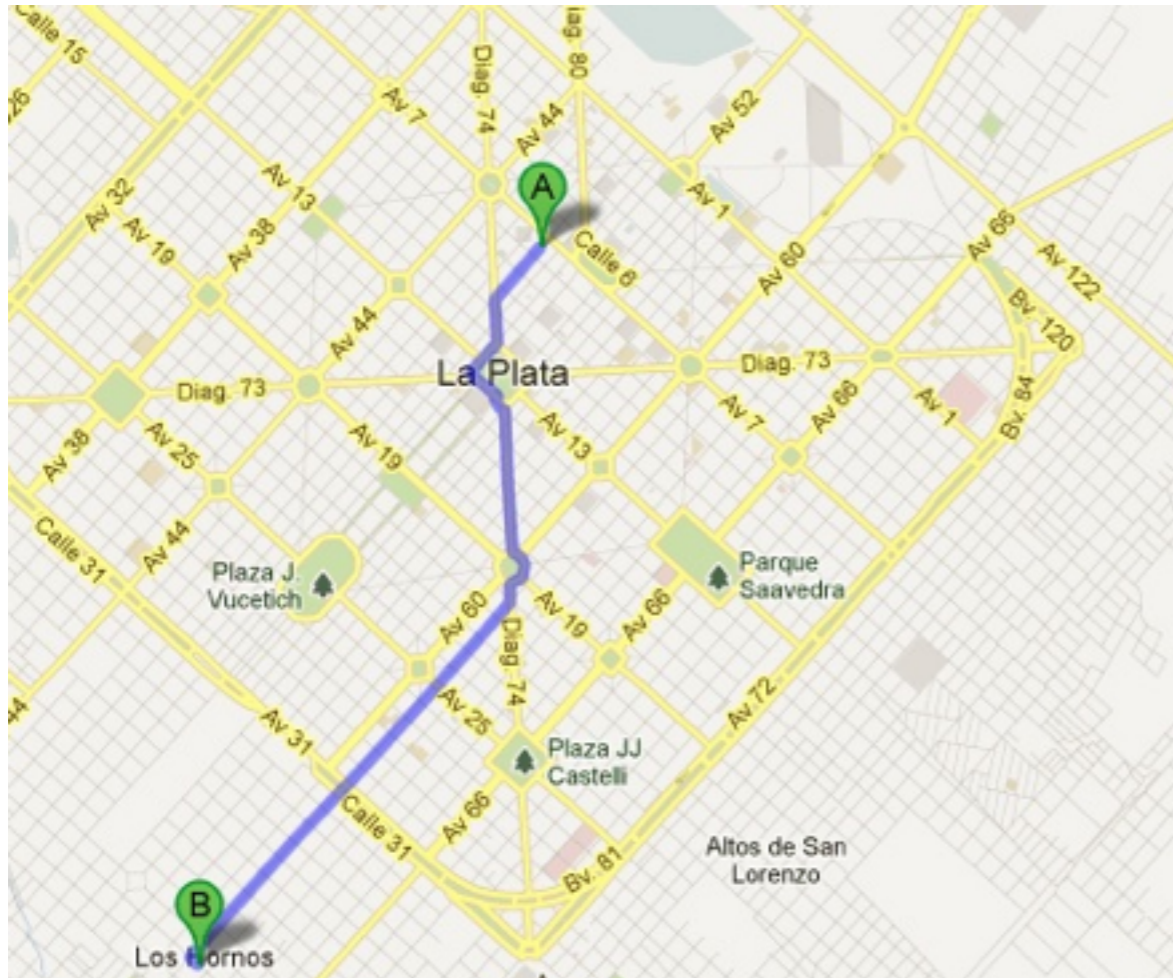 Calle 15
Diag. 74
iag. 80
Av 7
Av 44
Av 52
26
Av 32
Av 13
Av 1
Av 19
Av 38
A
Calle 6
Av 60
Av 66
Av 122
Av 44
Bv. 120
La Plata
Diag. 73
Diag. 73
Av 38
Av 25
Av 19
Av 13
Av 7
Av 66
Av 1
Bv. 84
Calle 31
Av 44
Plaza J.
Vucetich
Parque
Saavedra
Av 60
Av 19
Av 66
Diag. 74
Av 25
Av 72
44
Av 31
Plaza JJ
Castelli
Calle 31
Av 66
Bv. 81
Altos de San
Lorenzo
B
Los Hornos